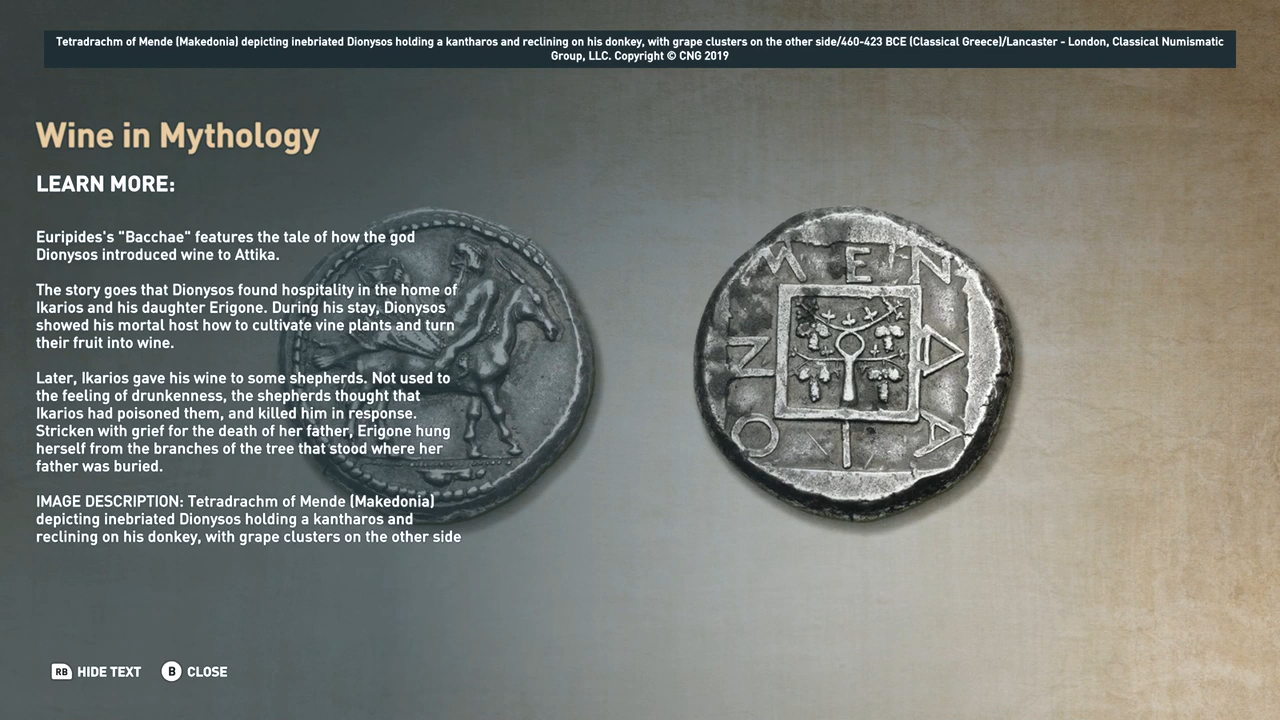 Tetradrachm of Mende (Makedonia) depicting inebriated Dionysos holding a kantharos and reclining on his donkey, with grape clusters on the other side/460-423 BCE (Classical Greece)/Lancaster - London, Classical Numismatic
Group, LLC. Copyright © CNG 2019
Wine in Mythology
LEARN MORE:
Euripides's "Bacchae" features the tale of how the god
Dionysos introduced wine to Attika.
The story goes that Dionysos found hospitality in the home of
Ikarios and his daughter Erigone. During his stay, Dionysos
showed his mortal host how to cultivate vine plants and turn
their fruit into wine.
Later, Ikarios gave his wine to some shepherds. Not used to
the feeling of drunkenness, the shepherds thought that
Ikarios had poisoned them, and killed him in response.
Stricken with grief for the death of her father, Erigone hung
herself from the branches of the tree that stood where her
father was buried.
IMAGE DESCRIPTION: Tetradrachm of Mende (Makedonia)
depicting inebriated Dionysos holding a kantharos and
reclining on his donkey, with grape clusters on the other side
ΜΕΝΔΑΙΟΝ
RB HIDE TEXT B CLOSE